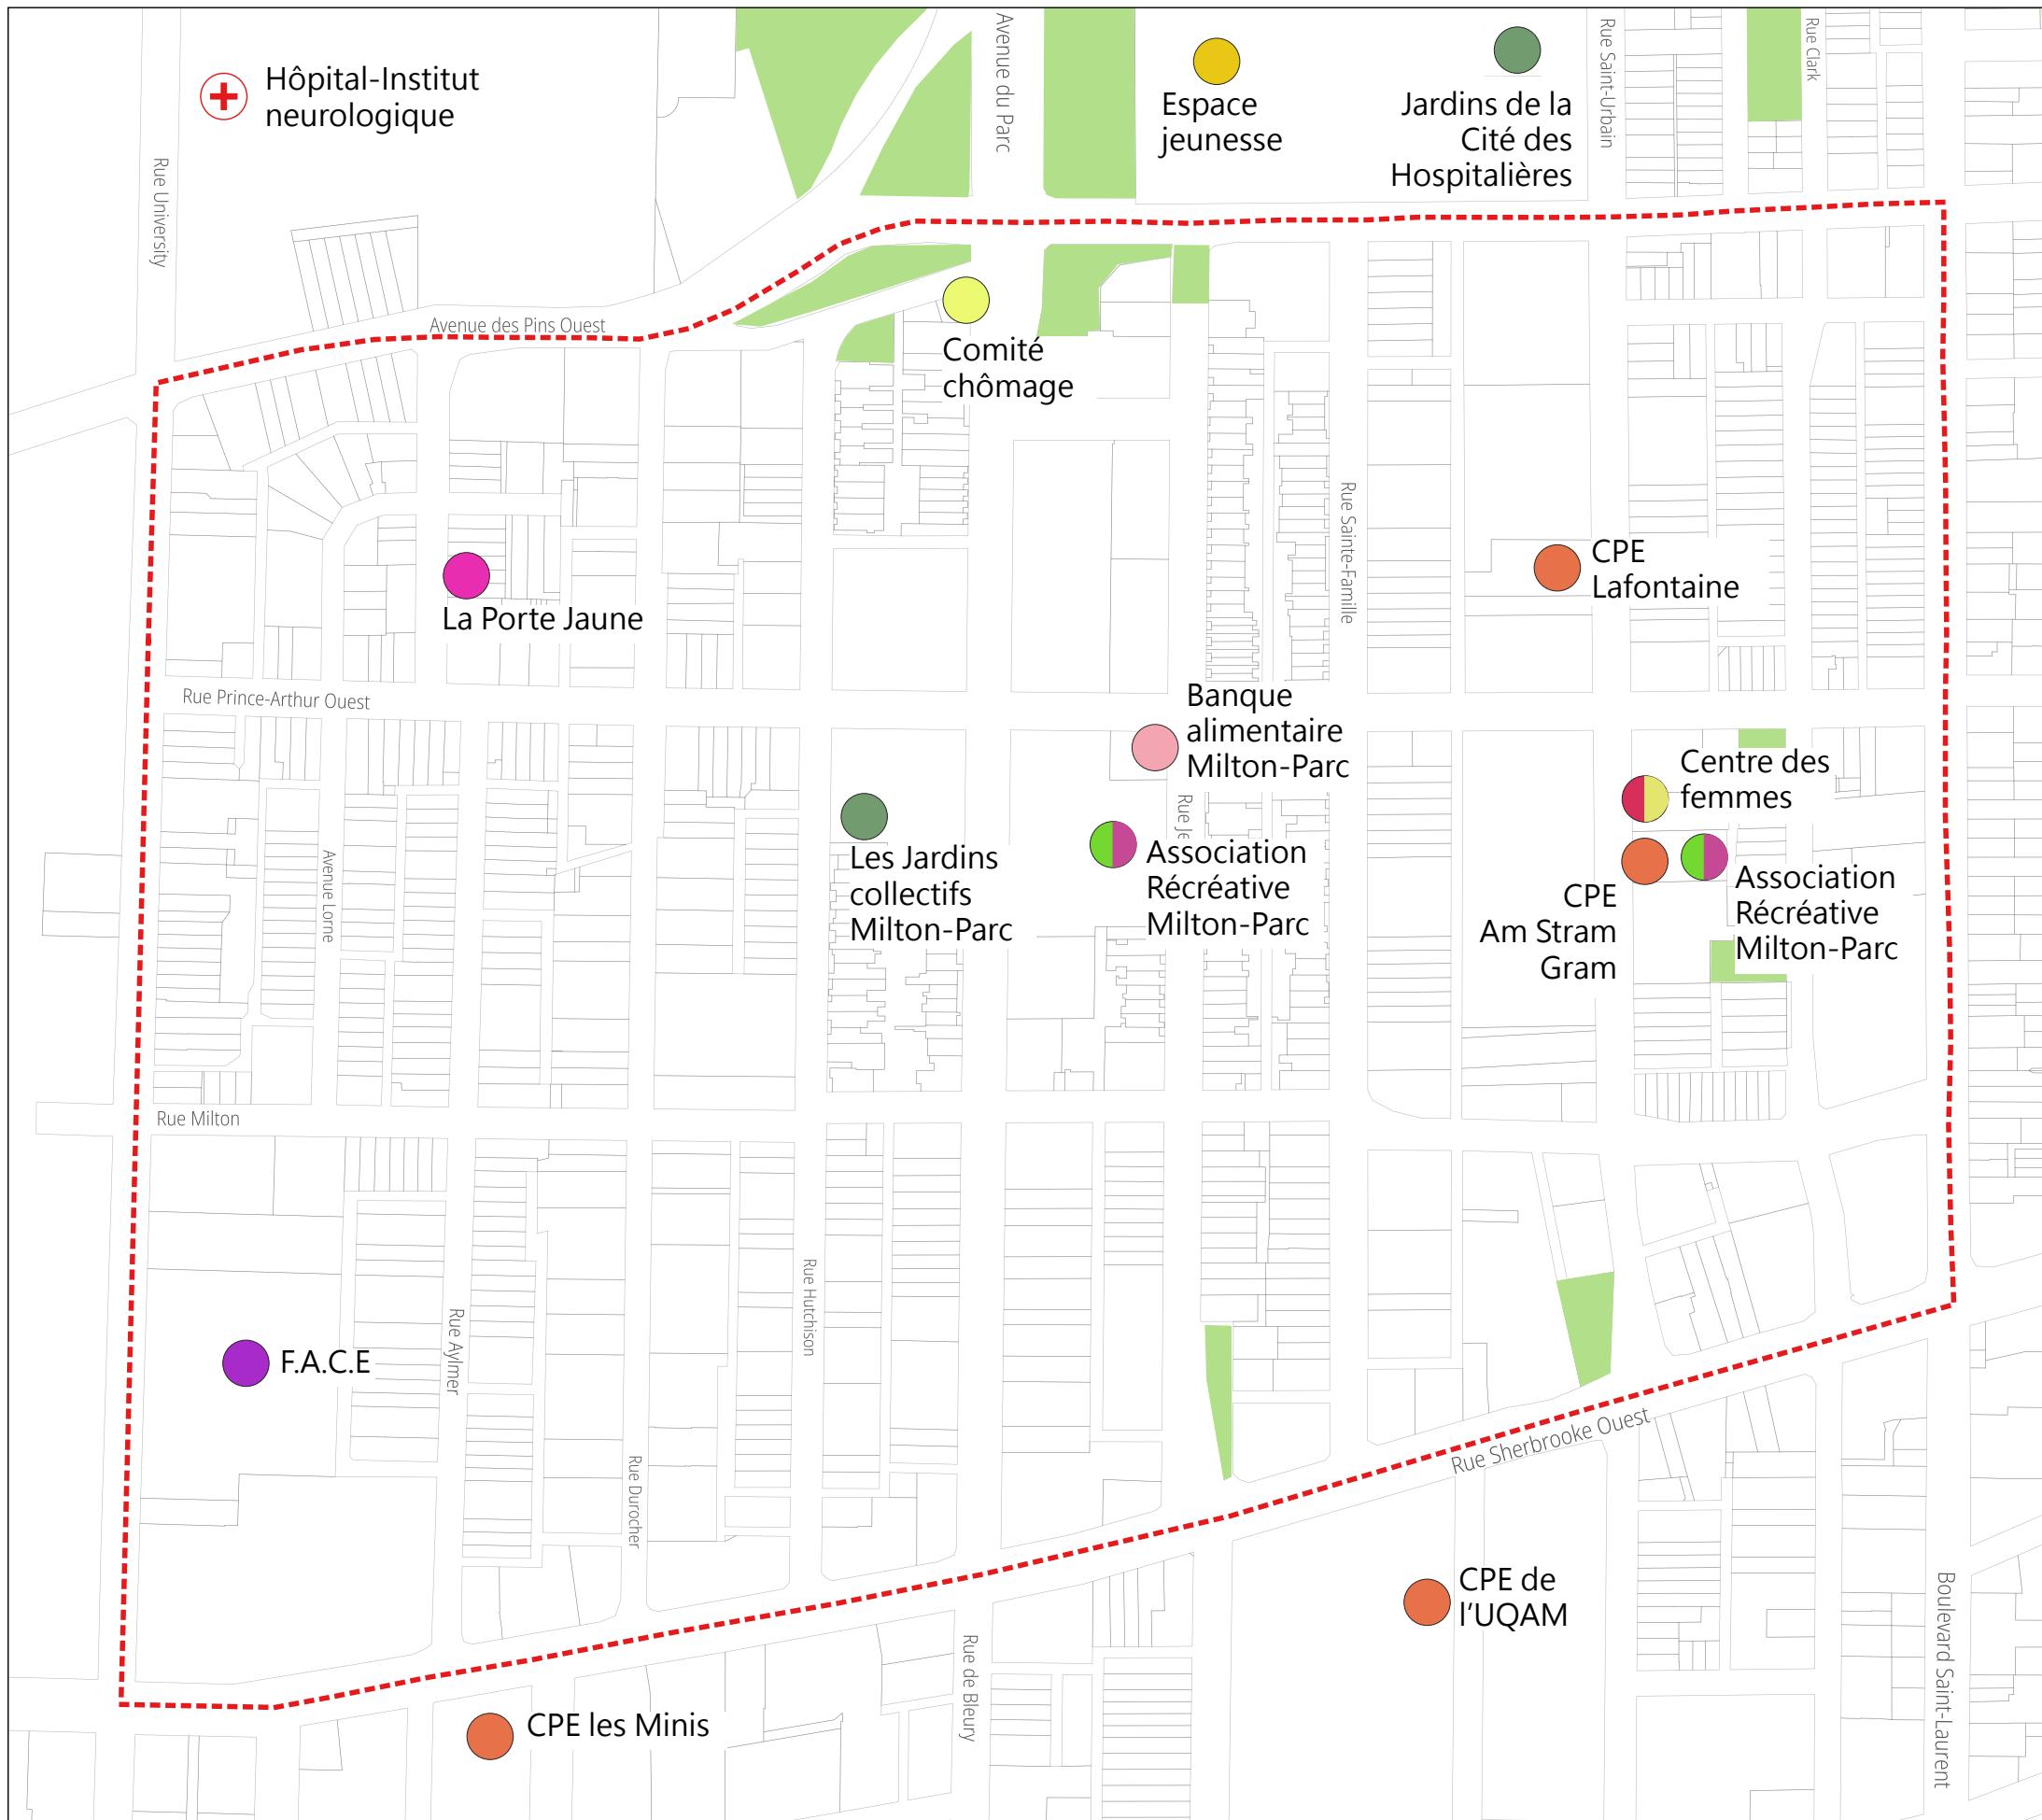 Hôpital-Institut
neurologique
Rue University
Avenue du Parc
Espace
jeunesse
Jardins de la
Cité des
Hospitalières
Rue Saint-Urbain
Rue Clark
Avenue des Pins Ouest
Comité
chômage
La Porte Jaune
Rue Sainte-Famille
CPE
Lafontaine
Rue Prince-Arthur Ouest
Banque
alimentaire
Milton-Parc
Centre des
femmes
Avenue Lorne
Les Jardins
collectifs
Milton-Parc
Rue Je
Association
Récréative
Milton-Parc
CPE
Am Stram
Gram
Association
Récréative
Milton-Parc
Rue Milton
F.A.C.E
Rue Aylmer
Rue Hutchison
Rue Durocher
Rue Sherbrooke Ouest
CPE de
l'UQAM
Rue de Bleury
CPE les Minis
Boulevard Saint-Laurent